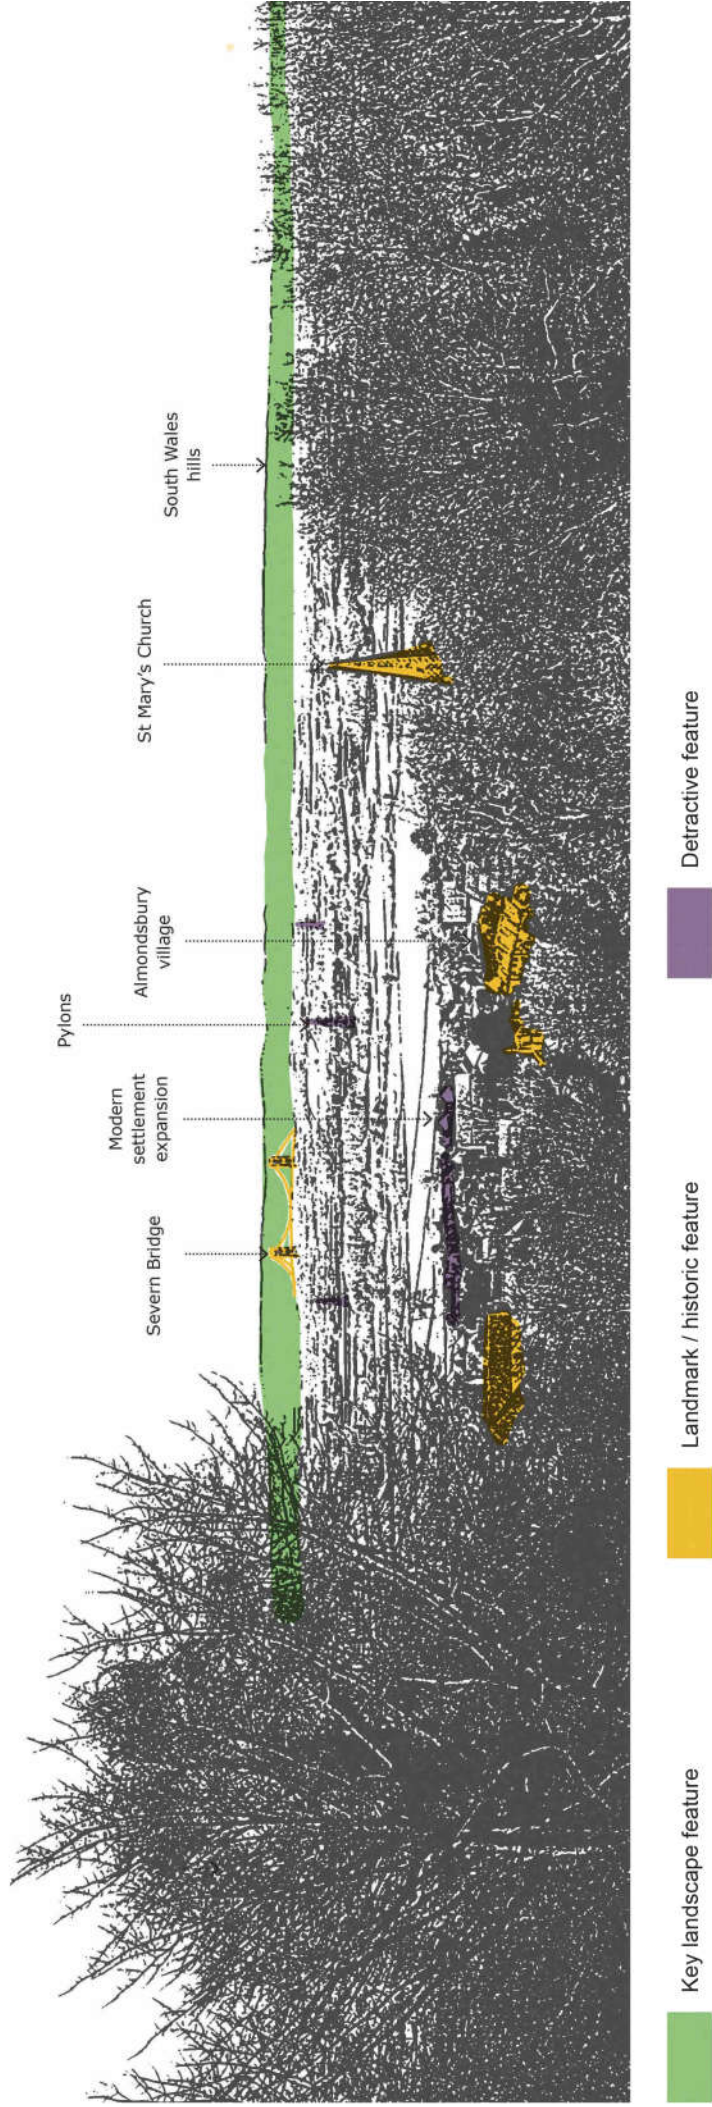 Severn Bridge
Modern
settlement
expansion
Pylons
Almondsbury
village
St Mary's Church
South Wales
hills
Key landscape feature
Landmark / historic feature
Detractive feature